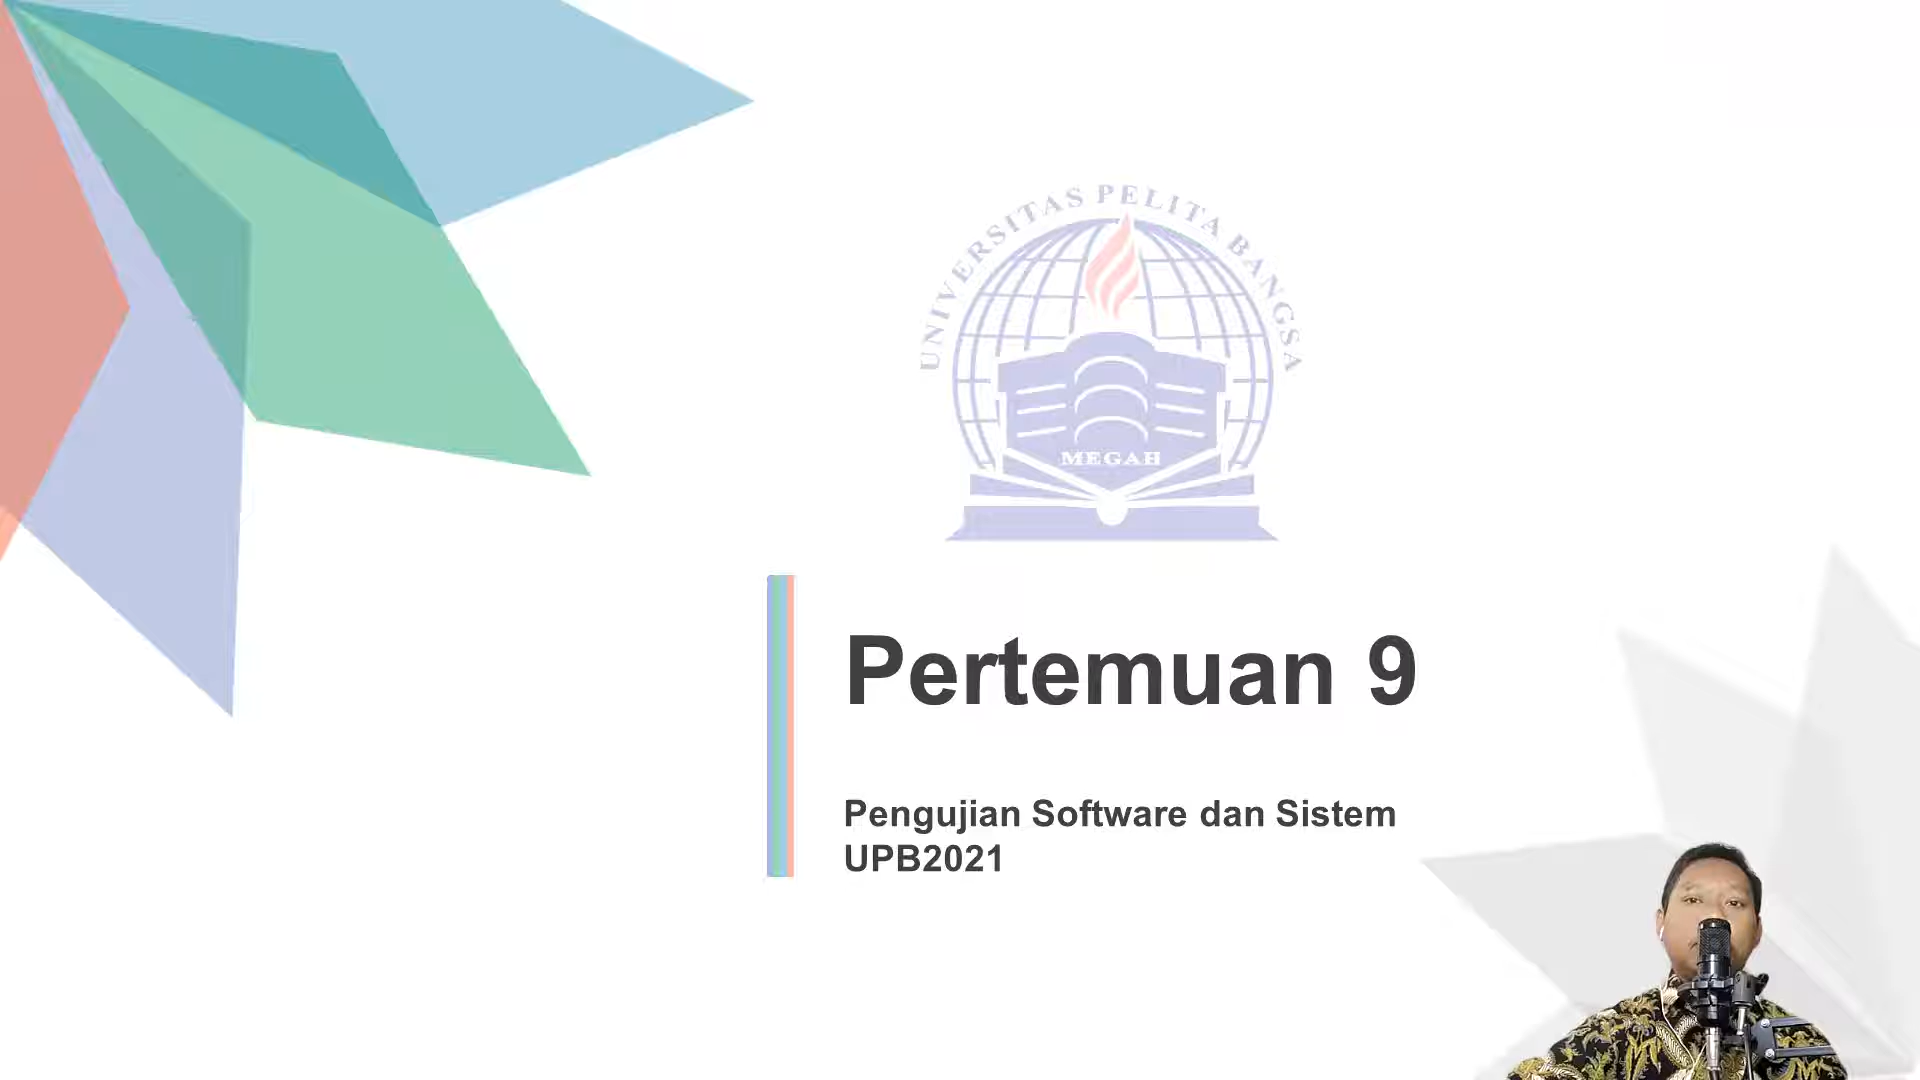 UNIVERSITAS PELITA BANGSA
MEGAH
Pertemuan 9
Pengujian Software dan Sistem
UPB2021